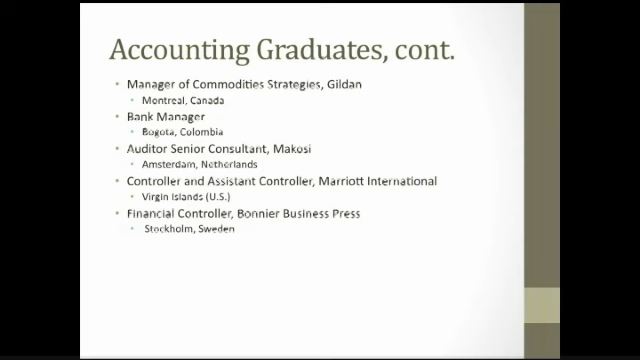 Accounting Graduates, cont.
• Manager of Commodities Strategies, Gildan
• Montreal, Canada
• Bank Manager
• Bogota, Colombia
• Auditor Senior Consultant, Makosi
• Amsterdam, Netherlands
• Controller and Assistant Controller, Marriott International
• Virgin Islands (U.S.)
• Financial Controller, Bonnier Business Press
• Stockholm, Sweden